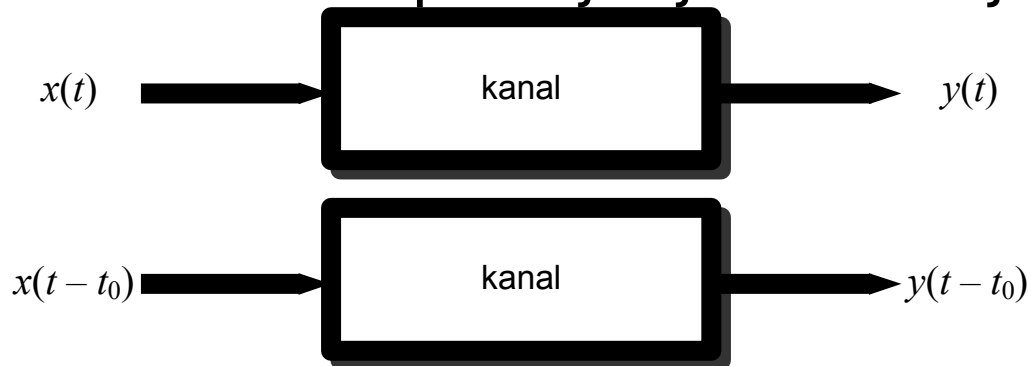 x(t) kanal y(t)
x(t – t₀) kanal y(t – t₀)